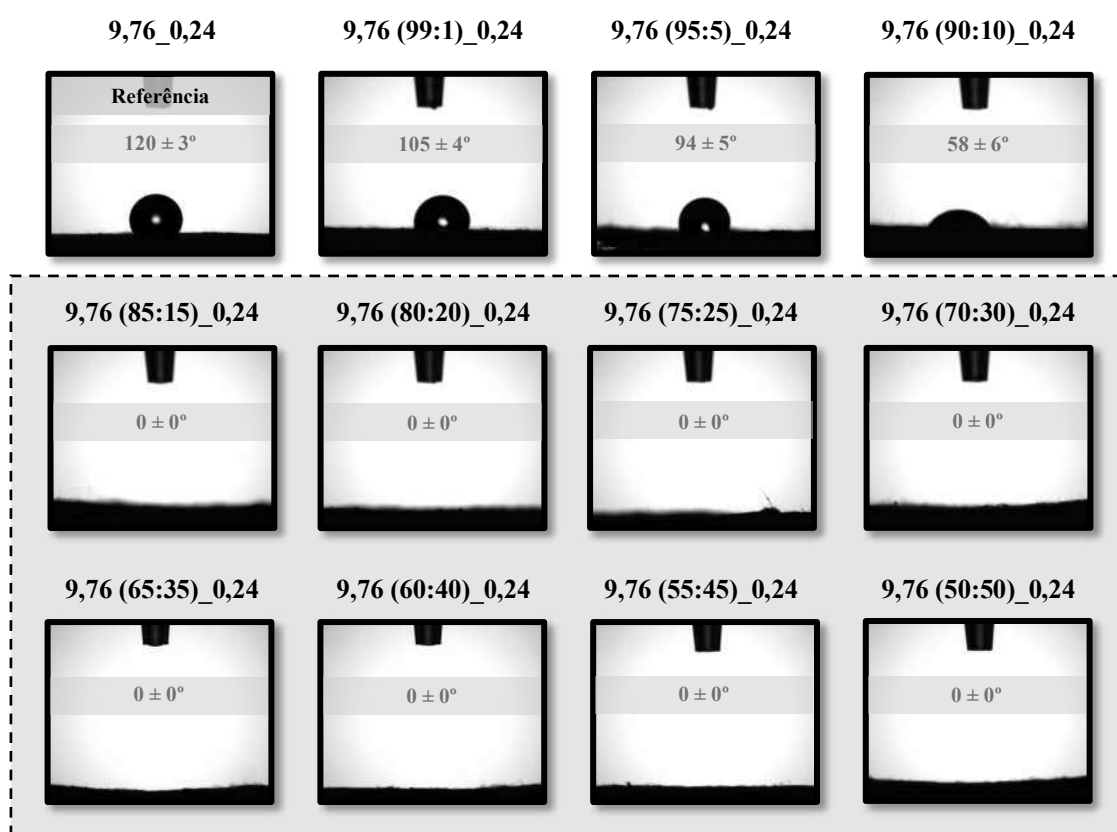 9,76_0,24
9,76 (99:1)_0,24
9,76 (95:5)_0,24
9,76 (90:10)_0,24
Referência
120 ± 3º
105 ± 4º
94 ± 5º
58 ± 6º
9,76 (85:15)_0,24
9,76 (80:20)_0,24
9,76 (75:25)_0,24
9,76 (70:30)_0,24
0 ± 0º
0 ± 0º
0 ± 0º
0 ± 0º
9,76 (65:35)_0,24
9,76 (60:40)_0,24
9,76 (55:45)_0,24
9,76 (50:50)_0,24
0 ± 0º
0 ± 0º
0 ± 0º
0 ± 0º